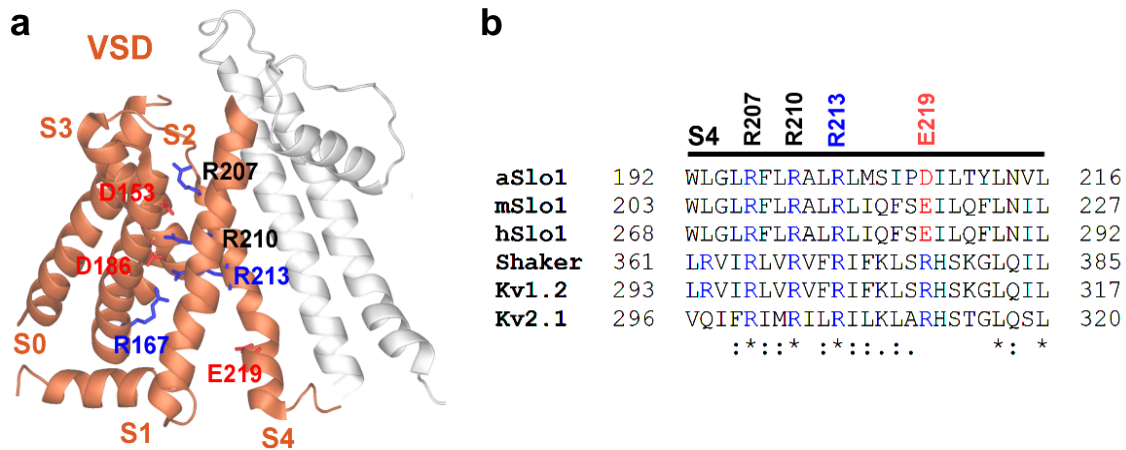 a
VSD
S3
S2
R207
D153
R210
D186
R213
S0
R167
E219
S1
S4
b
R207
R210
R213
E219
S4
aSlo1 192 WLGLRFLRALRLMSIPDILTYLNVL 216
mSlo1 203 WLGLRFLRALRLIQFSEILQFLNIL 227
hSlo1 268 WLGLRFLRALRLIQFSEILQFLNIL 292
Shaker 361 LRVIRLVRVFRIFKLSRHSKGLQIL 385
Kv1.2 293 LRVIRLVRVFRIFKLSRHSKGLQIL 317
Kv2.1 296 VQIFRIMRILRILKLARHSTGLQSL 320
:*::* :*::.:. *: *